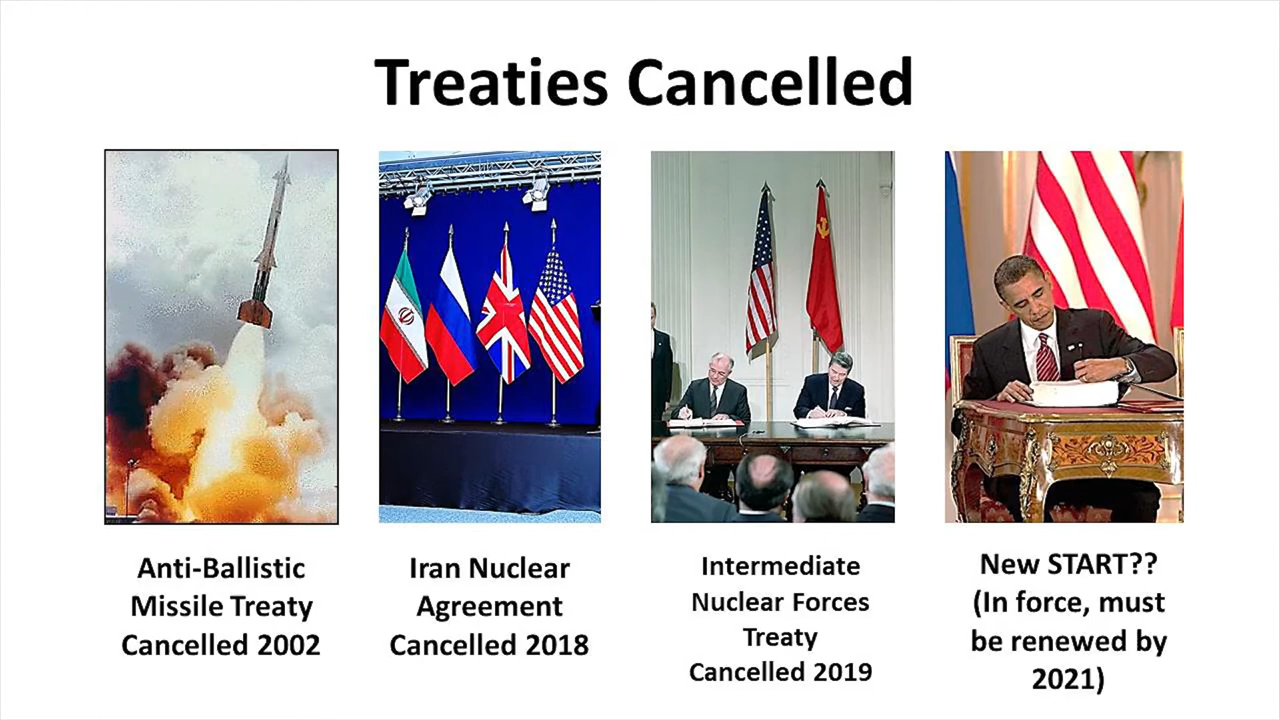 Treaties Cancelled
Anti-Ballistic
Missile Treaty
Cancelled 2002
Iran Nuclear
Agreement
Cancelled 2018
Intermediate
Nuclear Forces
Treaty
Cancelled 2019
New START??
(In force, must
be renewed by
2021)